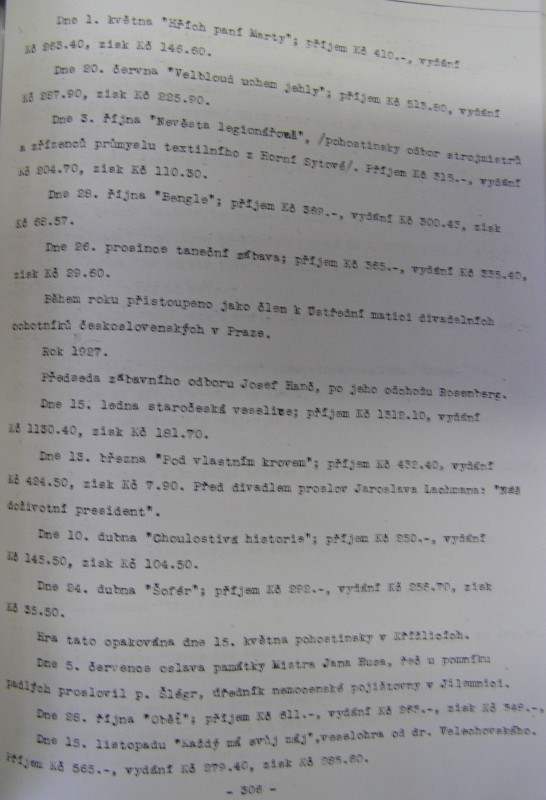 Dne 1. května "Hřích paní Marty"; příjem Kč 410.-, vydání
Kč 263.40, zisk Kč 146.60.
Dne 20. června "Velbloud uchem jehly"; příjem Kč 513.80, vydání
Kč 287.90, zisk Kč 225.90.
Dne 3. října "Nevěsta legionářova", /pohostinsky odbor strojmistrů
a zřízenců průmyslu textilního z Horní Sytové/. Příjem Kč 315.-, vydání
Kč 204.70, zisk Kč 110.30.
Dne 28. října "Bengle"; příjem Kč 369.-, vydání Kč 300.43, zisk
Kč 68.57.
Dne 26. prosince taneční zábava; příjem Kč 365.-, vydání Kč 335.40,
zisk Kč 29.60.
Během roku přistoupeno jako člen k Ústřední matici divadelních
ochotníků československých v Praze.
Rok 1927.
Předseda zábavního odboru Josef Hanč, po jeho odchodu Rosenberg.
Dne 15. ledna staročeská veselice; příjem Kč 1312.10, vydání
Kč 1130.40, zisk Kč 181.70.
Dne 13. března "Pod vlastním krovem"; příjem Kč 432.40, vydání
Kč 424.50, zisk Kč 7.90. Před divadlem proslov Jaroslava Lachmana: "Náš
doživotní president".
Dne 10. dubna "Choulostivá historie"; příjem Kč 250.-, vydání
Kč 145.50, zisk Kč 104.50.
Dne 24. dubna "Šofér"; příjem Kč 292.-, vydání Kč 256.70, zisk
Kč 35.50.
Hra tato opakována dne 15. května pohostinsky v Křížlicích.
Dne 5. července oslava památky Mistra Jana Husa, řeč u pomníku
padlých proslovil p. Šlégr, úředník nemocenské pojišťovny v Jilemnici.
Dne 28. října "Oběť"; příjem Kč 611.-, vydání Kč 263.-, zisk Kč 348.-,
Dne 15. listopadu "Každý má svůj máj",veselohra od dr. Velechovského.
Příjem Kč 565.-, vydání Kč 279.40, zisk Kč 285.60.
- 306 -